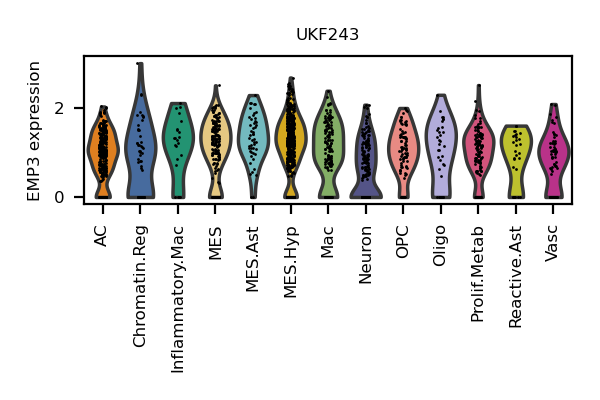 UKF243
EMP3 expression
2
0
AC
Chromatin.Reg
Inflammatory.Mac
MES
MES.Ast
MES.Hyp
Mac
Neuron
OPC
Oligo
Prolif.Metab
Reactive.Ast
Vasc